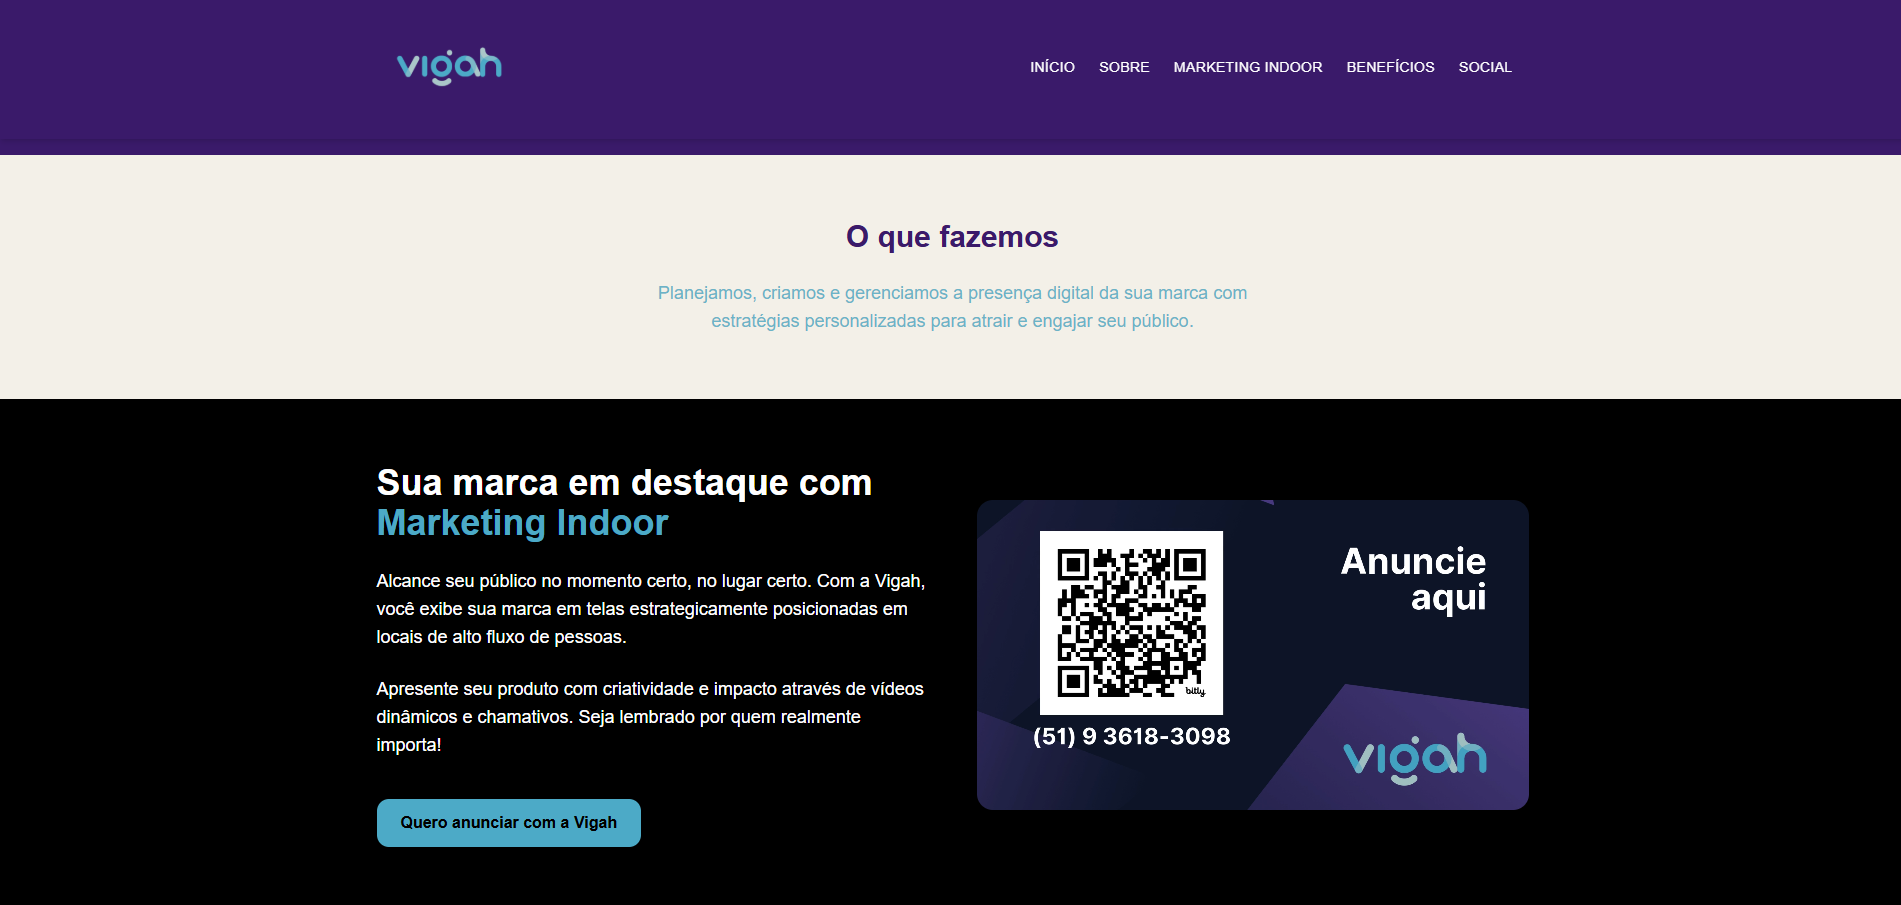 vigah
INÍCIO SOBRE MARKETING INDOOR BENEFÍCIOS SOCIAL
O que fazemos
Planejamos, criamos e gerenciamos a presença digital da sua marca com
estratégias personalizadas para atrair e engajar seu público.
Sua marca em destaque com
Marketing Indoor
Alcance seu público no momento certo, no lugar certo. Com a Vigah,
você exibe sua marca em telas estrategicamente posicionadas em
locais de alto fluxo de pessoas.
Apresente seu produto com criatividade e impacto através de vídeos
dinâmicos e chamativos. Seja lembrado por quem realmente
importa!
Quero anunciar com a Vigah
Anuncie
aqui
bitly
(51) 9 3618-3098
vigah